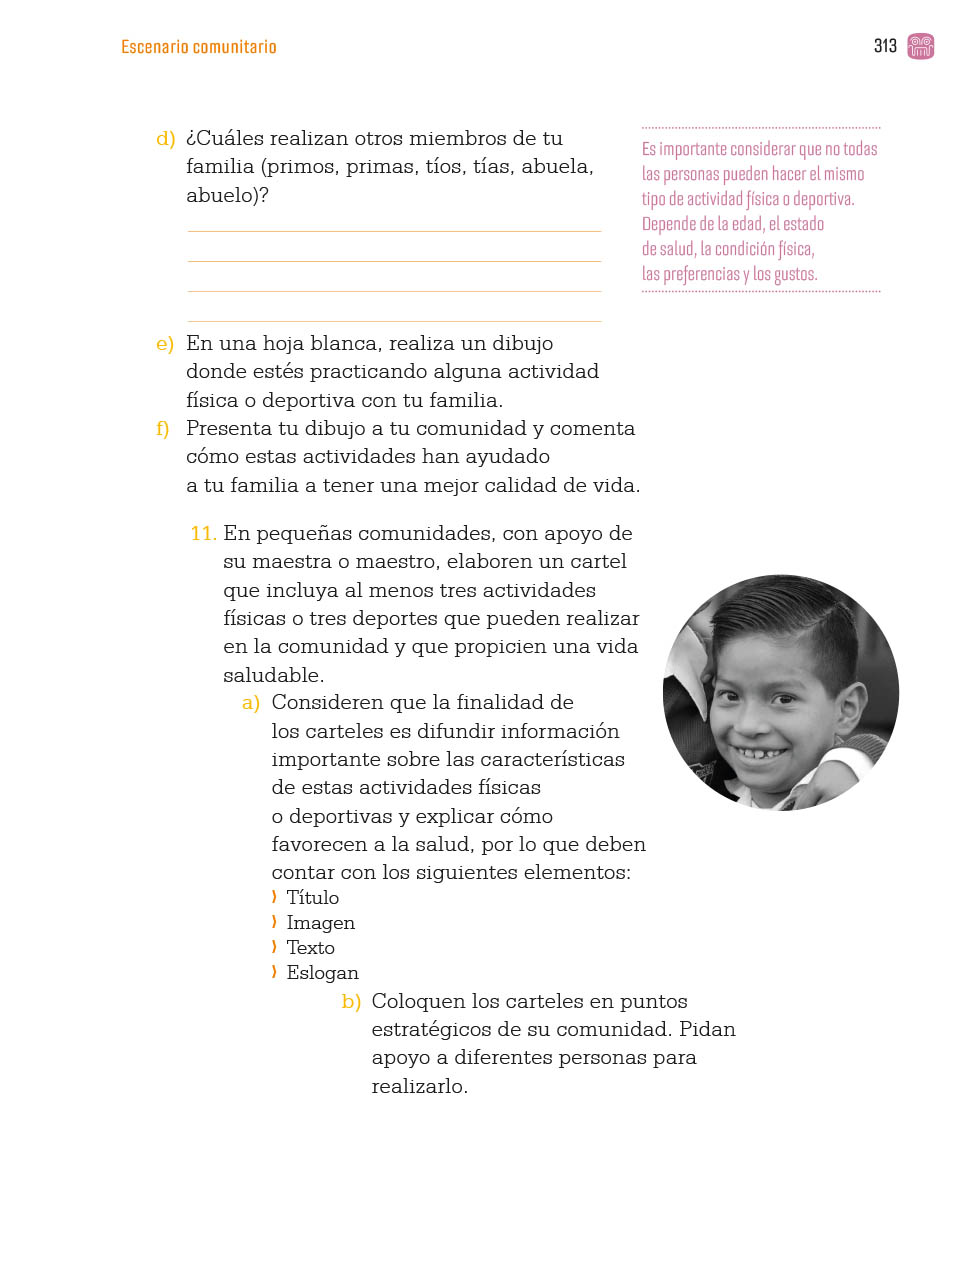 Escenario comunitario
313
d) ¿Cuáles realizan otros miembros de tu
familia (primos, primas, tíos, tías, abuela,
abuelo)?
Es importante considerar que no todas
las personas pueden hacer el mismo
tipo de actividad física o deportiva.
Depende de la edad, el estado
de salud, la condición física,
las preferencias y los gustos.
e) En una hoja blanca, realiza un dibujo
donde estés practicando alguna actividad
física o deportiva con tu familia.
f) Presenta tu dibujo a tu comunidad y comenta
cómo estas actividades han ayudado
a tu familia a tener una mejor calidad de vida.
11. En pequeñas comunidades, con apoyo de
su maestra o maestro, elaboren un cartel
que incluya al menos tres actividades
físicas o tres deportes que pueden realizar
en la comunidad y que propicien una vida
saludable.
a) Consideren que la finalidad de
los carteles es difundir información
importante sobre las características
de estas actividades físicas
o deportivas y explicar cómo
favorecen a la salud, por lo que deben
contar con los siguientes elementos:
⟩ Título
⟩ Imagen
⟩ Texto
⟩ Eslogan
b) Coloquen los carteles en puntos
estratégicos de su comunidad. Pidan
apoyo a diferentes personas para
realizarlo.